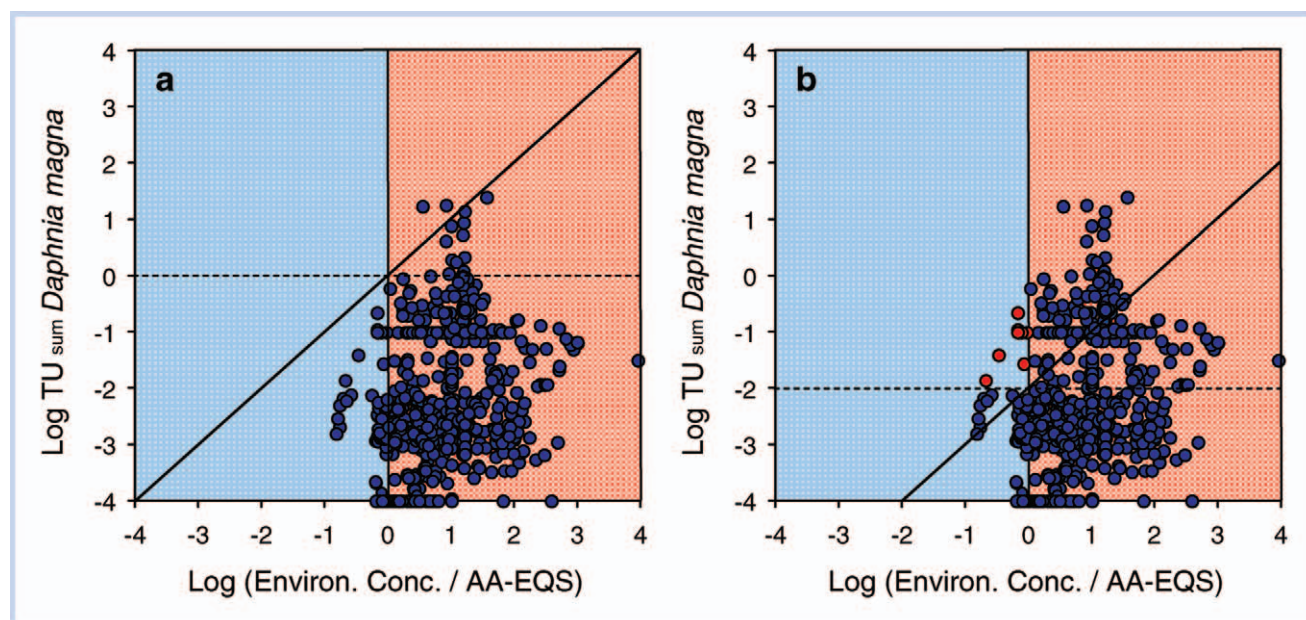 a
4
3
2
1
0
-1
-2
-3
-4
-4 -3 -2 -1 0 1 2 3 4
Log TU sum Daphnia magna
Log (Environ. Conc. / AA-EQS)
b
4
3
2
1
0
-1
-2
-3
-4
-4 -3 -2 -1 0 1 2 3 4
Log TU sum Daphnia magna
Log (Environ. Conc. / AA-EQS)